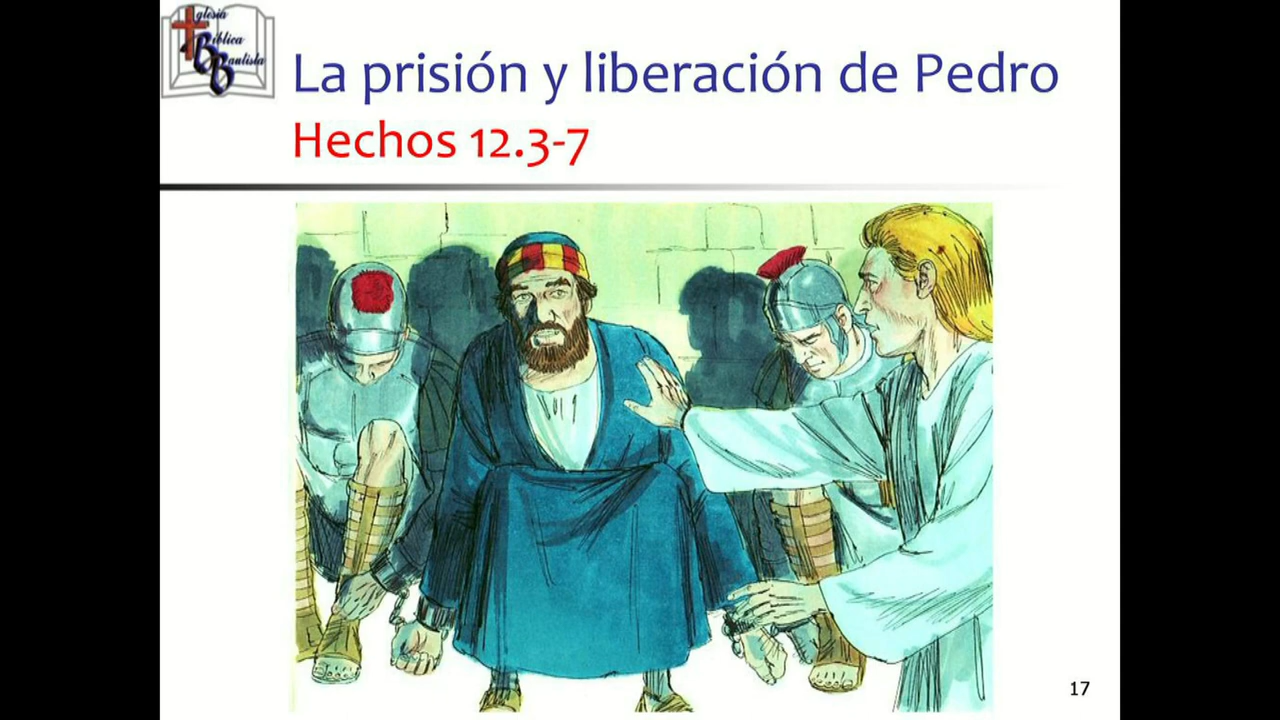 Iglesia
Bíblica
Bautista
La prisión y liberación de Pedro
Hechos 12.3-7
17